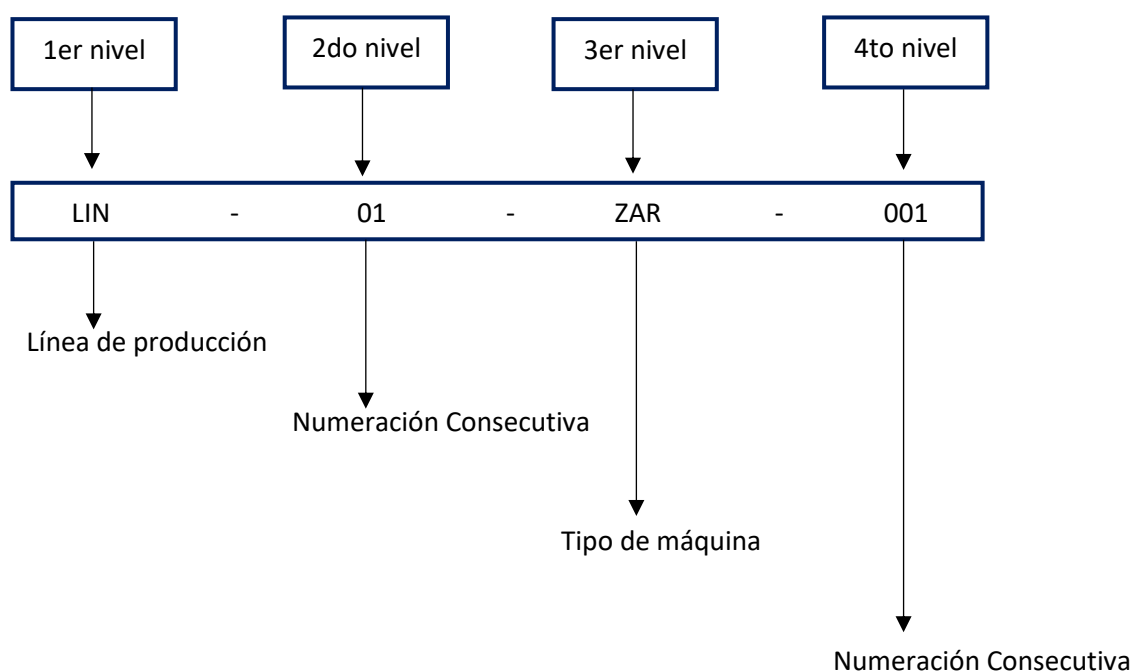 1er nivel 2do nivel 3er nivel 4to nivel
LIN - 01 - ZAR - 001
Línea de producción
Numeración Consecutiva
Tipo de máquina
Numeración Consecutiva